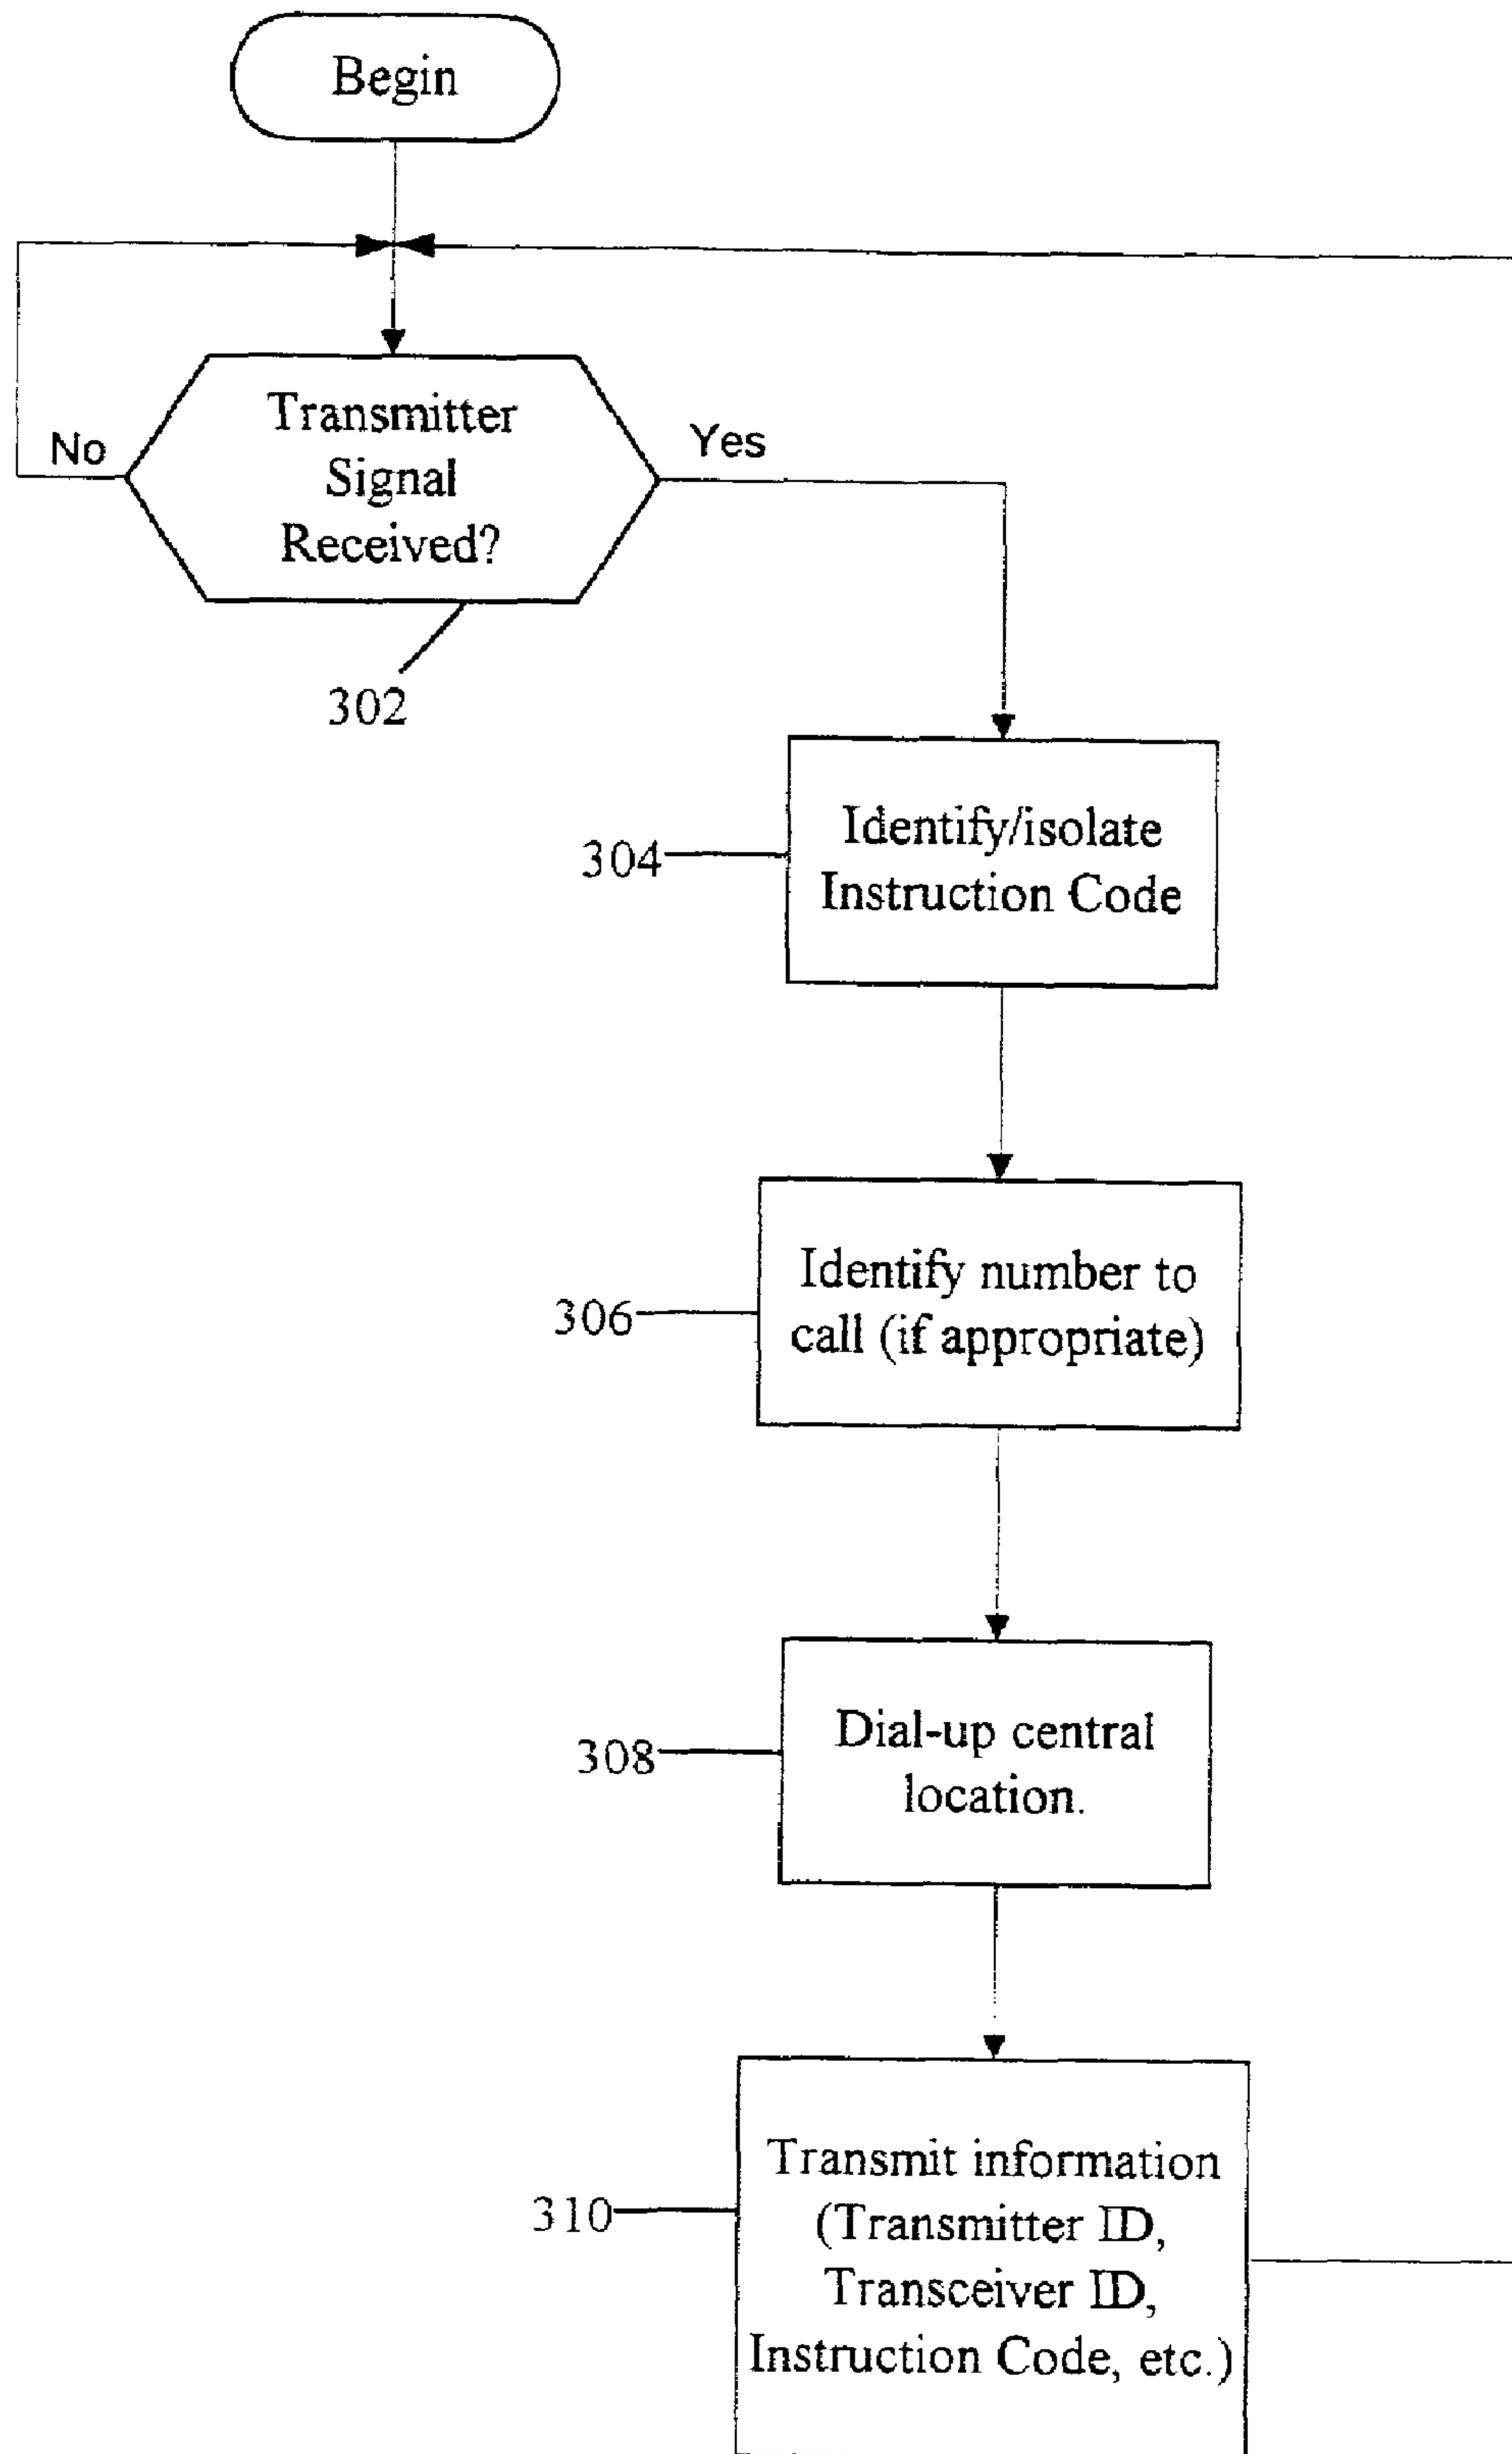 Begin
Transmitter
Signal
Received?
No
Yes
302
304
Identify/isolate
Instruction Code
306
Identify number to
call (if appropriate)
308
Dial-up central
location.
310
Transmit information
(Transmitter ID,
Transceiver ID,
Instruction Code, etc.)